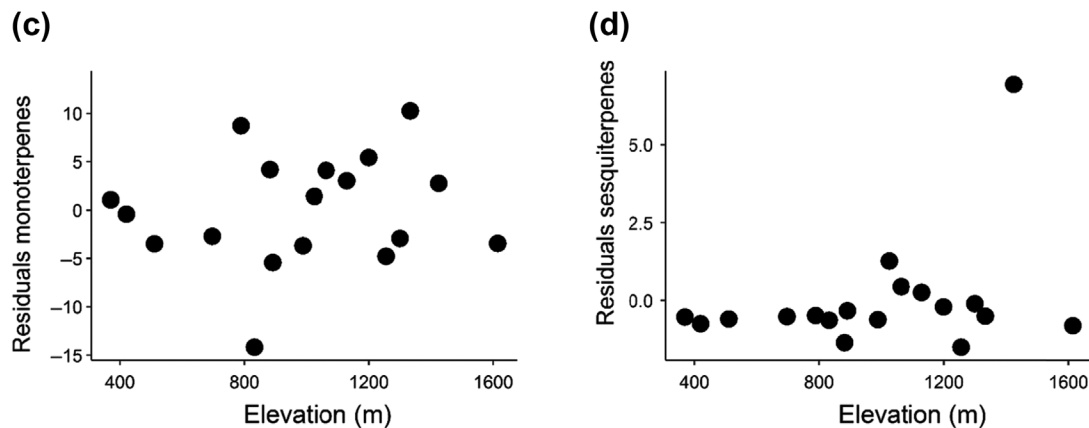 (c)
Residuals monoterpenes
10
5
0
−5
−10
−15
400 800 1200 1600
Elevation (m)
(d)
Residuals sesquiterpenes
5.0
2.5
0.0
400 800 1200 1600
Elevation (m)